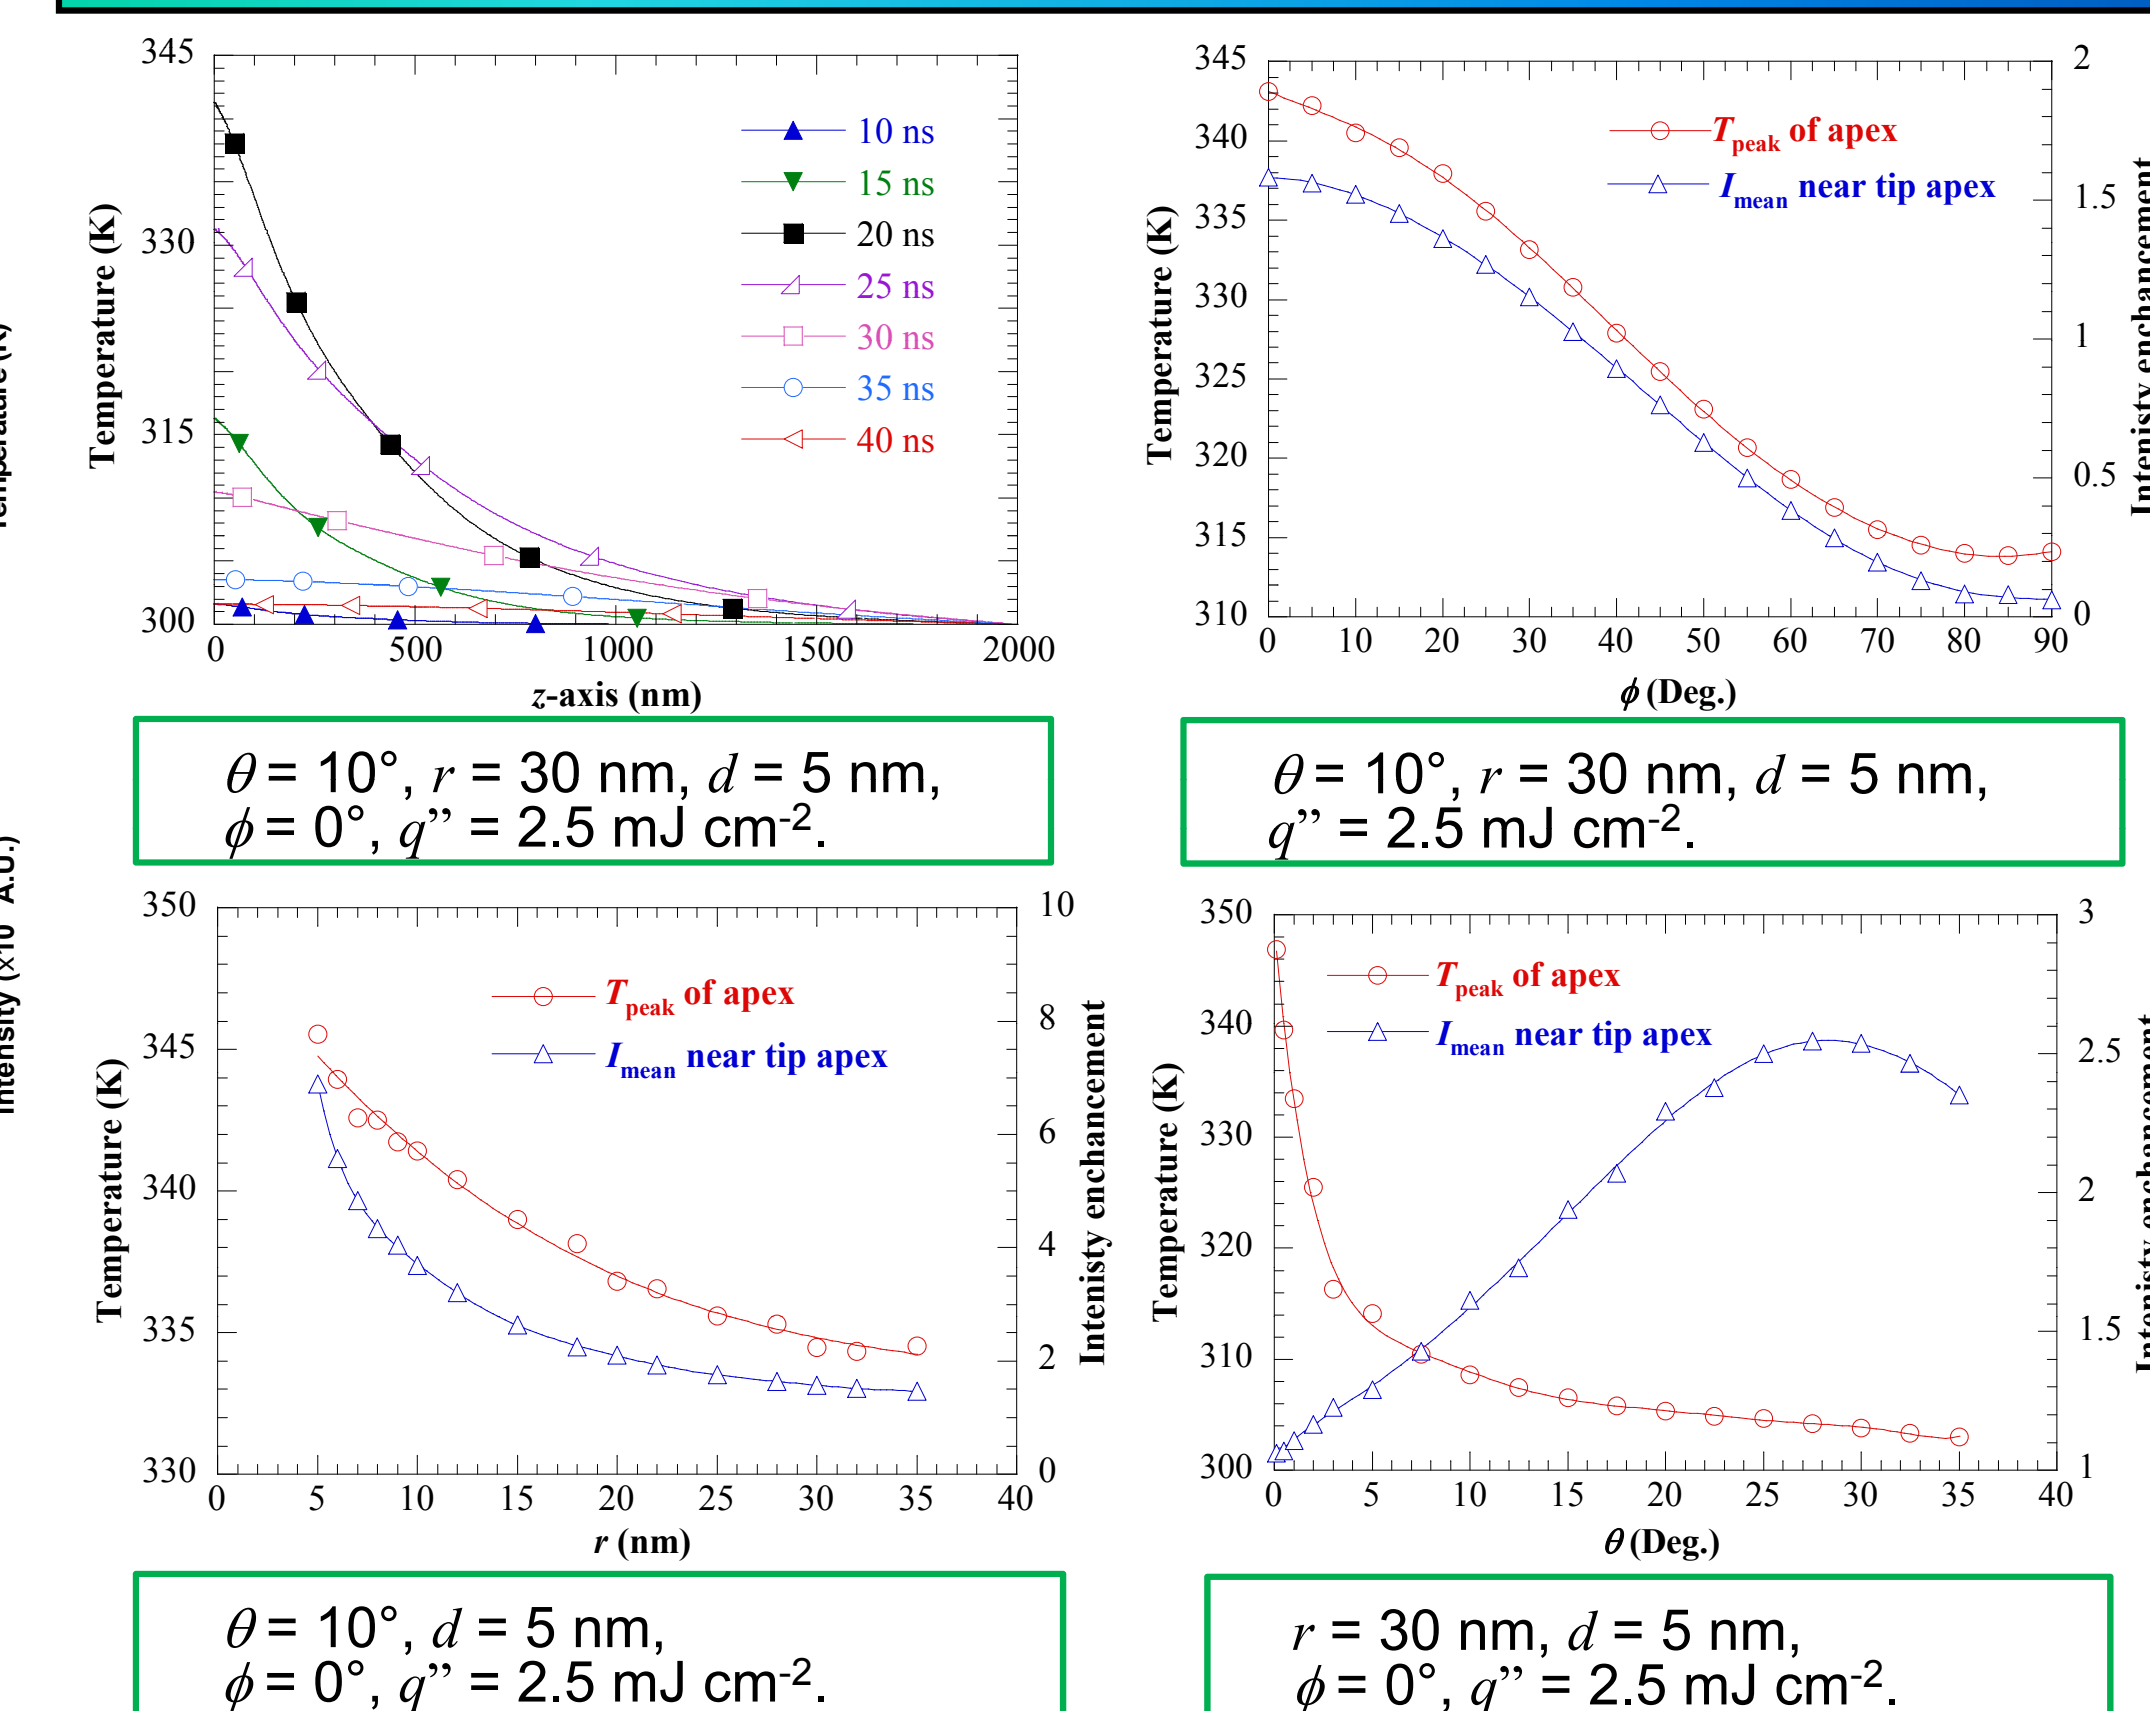 345
330
315
300
0 500 1000 1500 2000
Temperature (K)
z-axis (nm)
10 ns
15 ns
20 ns
25 ns
30 ns
35 ns
40 ns
θ = 10°, r = 30 nm, d = 5 nm,
ϕ = 0°, q” = 2.5 mJ cm-2.
345
340
335
330
325
320
315
310
2
1.5
1
0.5
0
0 10 20 30 40 50 60 70 80 90
Temperature (K)
Intenisty enchancement
ϕ (Deg.)
Tpeak of apex
Imean near tip apex
θ = 10°, r = 30 nm, d = 5 nm,
q” = 2.5 mJ cm-2.
350
345
340
335
330
10
8
6
4
2
0
0 5 10 15 20 25 30 35 40
Temperature (K)
Intenisty enchancement
r (nm)
Tpeak of apex
Imean near tip apex
θ = 10°, d = 5 nm,
ϕ = 0°, q” = 2.5 mJ cm-2.
350
340
330
320
310
300
3
2.5
2
1.5
1
0 5 10 15 20 25 30 35 40
Temperature (K)
Intenisty enchancement
θ (Deg.)
Tpeak of apex
Imean near tip apex
r = 30 nm, d = 5 nm,
ϕ = 0°, q” = 2.5 mJ cm-2.